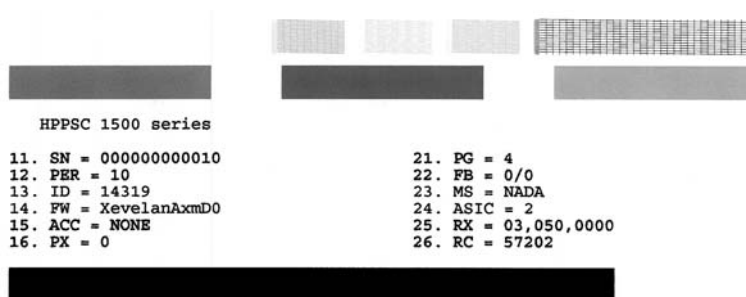 HPPSC 1500 series
11. SN = 000000000010
12. PER = 10
13. ID = 14319
14. FW = XevelanAxmD0
15. ACC = NONE
16. PX = 0
21. PG = 4
22. FB = 0/0
23. MS = NADA
24. ASIC = 2
25. RX = 03,050,0000
26. RC = 57202